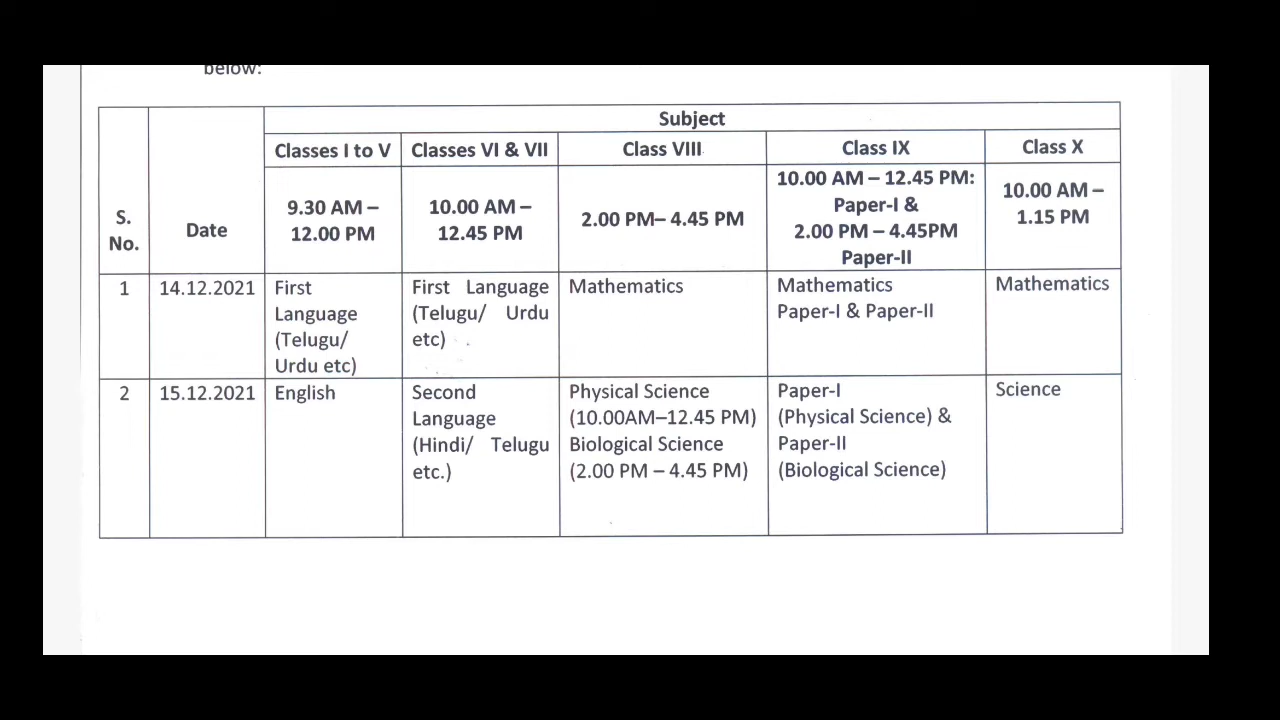 below:
Subject
S. No.
Date
Classes I to V
Classes VI & VII
Class VIII
Class IX
Class X
9.30 AM –
12.00 PM
10.00 AM –
12.45 PM
2.00 PM– 4.45 PM
10.00 AM – 12.45 PM:
Paper-I &
2.00 PM – 4.45PM
Paper-II
10.00 AM –
1.15 PM
1
14.12.2021
First
Language
(Telugu/
Urdu etc)
First Language
(Telugu/ Urdu
etc)
Mathematics
Mathematics
Paper-I & Paper-II
Mathematics
2
15.12.2021
English
Second
Language
(Hindi/ Telugu
etc.)
Physical Science
(10.00AM–12.45 PM)
Biological Science
(2.00 PM – 4.45 PM)
Paper-I
(Physical Science) &
Paper-II
(Biological Science)
Science